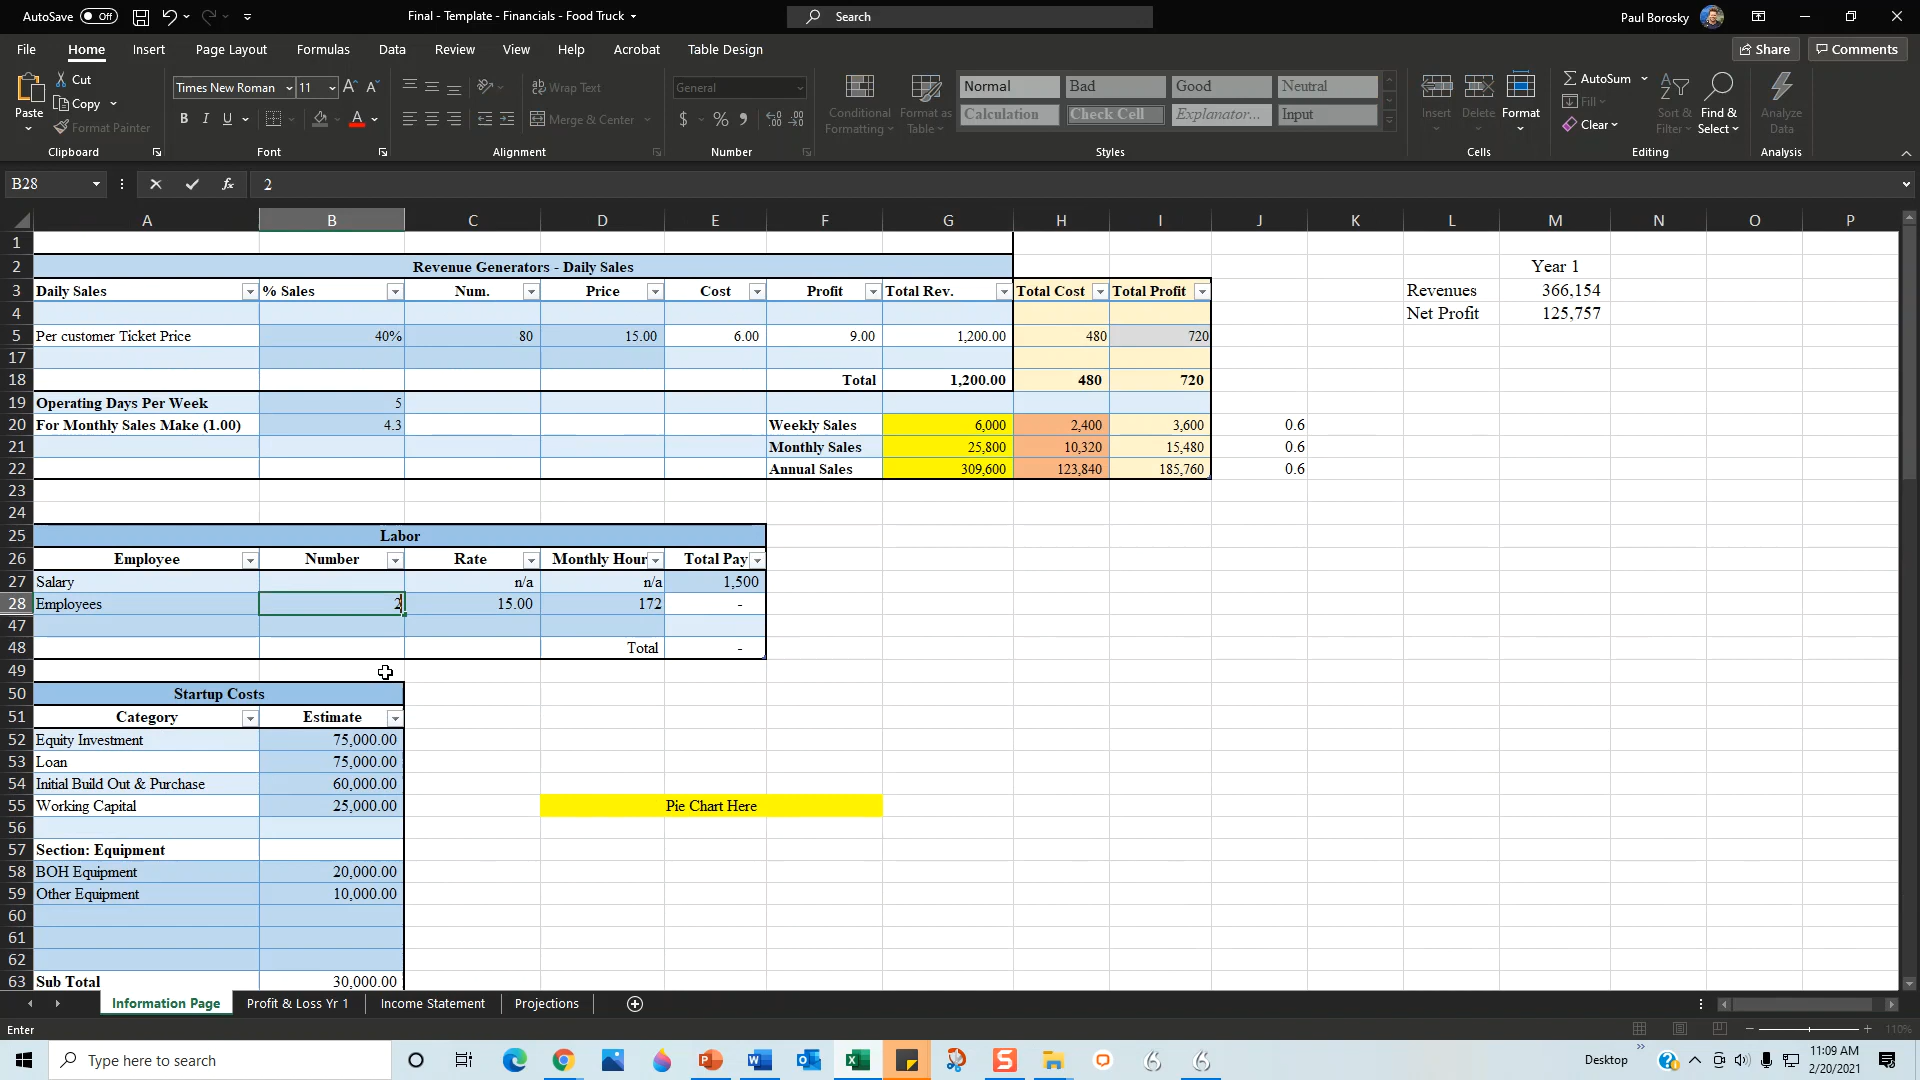 AutoSave Off Final - Template - Financials - Food Truck Search Paul Borosky
File Home Insert Page Layout Formulas Data Review View Help Acrobat Table Design Share Comments
Paste Cut Copy Format Painter Clipboard
Times New Roman 11 B I U Font
Wrap Text Merge & Center Alignment
General $ % Number
Conditional Formatting Format as Table Normal Bad Good Neutral Calculation Check Cell Explanator... Input Styles
Insert Delete Format Cells
AutoSum Fill Clear Sort & Filter Find & Select Editing
Analyze Data Analysis
B28 fx 2
A B C D E F G H I J K L M N O P
1
2 Revenue Generators - Daily Sales Year 1
3 Daily Sales % Sales Num. Price Cost Profit Total Rev. Total Cost Total Profit Revenues 366,154
4 Net Profit 125,757
5 Per customer Ticket Price 40% 80 15.00 6.00 9.00 1,200.00 480 720
17
18 Total 1,200.00 480 720
19 Operating Days Per Week 5
20 For Monthly Sales Make (1.00) 4.3 Weekly Sales 6,000 2,400 3,600 0.6
21 Monthly Sales 25,800 10,320 15,480 0.6
22 Annual Sales 309,600 123,840 185,760 0.6
23
24
25 Labor
26 Employee Number Rate Monthly Hour Total Pay
27 Salary n/a n/a 1,500
28 Employees 2 15.00 172 -
47
48 Total -
49
50 Startup Costs
51 Category Estimate
52 Equity Investment 75,000.00
53 Loan 75,000.00
54 Initial Build Out & Purchase 60,000.00
55 Working Capital 25,000.00 Pie Chart Here
56
57 Section: Equipment
58 BOH Equipment 20,000.00
59 Other Equipment 10,000.00
60
61
62
63 Sub Total 30,000.00
Information Page Profit & Loss Yr 1 Income Statement Projections
Enter 110%
Type here to search Desktop 11:09 AM
2/20/2021